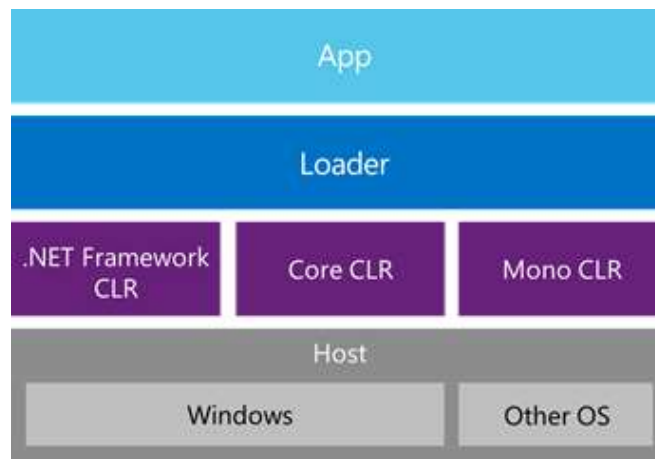 App
Loader
.NET Framework
CLR
Core CLR
Mono CLR
Host
Windows
Other OS